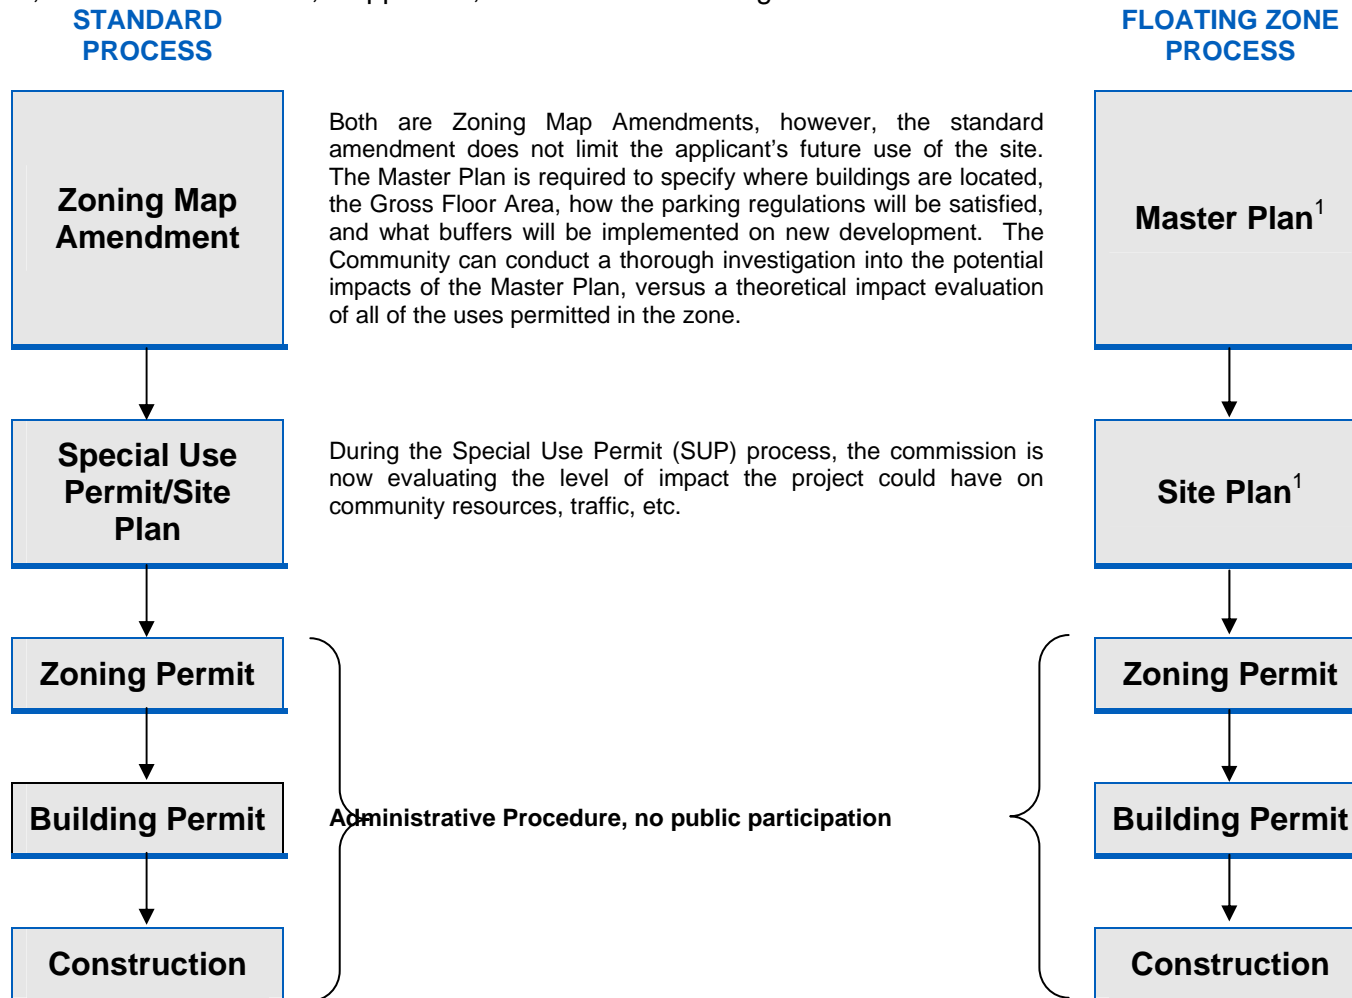 STANDARD
PROCESS
FLOATING ZONE
PROCESS
Zoning Map
Amendment
Both are Zoning Map Amendments, however, the standard
amendment does not limit the applicant’s future use of the site.
The Master Plan is required to specify where buildings are located,
the Gross Floor Area, how the parking regulations will be satisfied,
and what buffers will be implemented on new development. The
Community can conduct a thorough investigation into the potential
impacts of the Master Plan, versus a theoretical impact evaluation
of all of the uses permitted in the zone.
Master Plan¹
Special Use
Permit/Site
Plan
During the Special Use Permit (SUP) process, the commission is
now evaluating the level of impact the project could have on
community resources, traffic, etc.
Site Plan¹
Zoning Permit
Zoning Permit
Building Permit
Administrative Procedure, no public participation
Building Permit
Construction
Construction